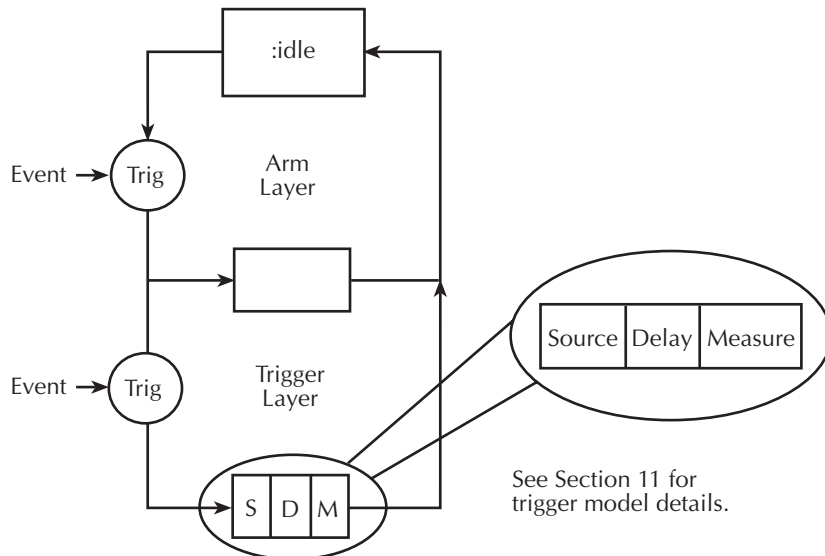 :idle
Event
Trig
Arm
Layer
Source
Delay
Measure
Event
Trig
Trigger
Layer
S
D
M
See Section 11 for
trigger model details.